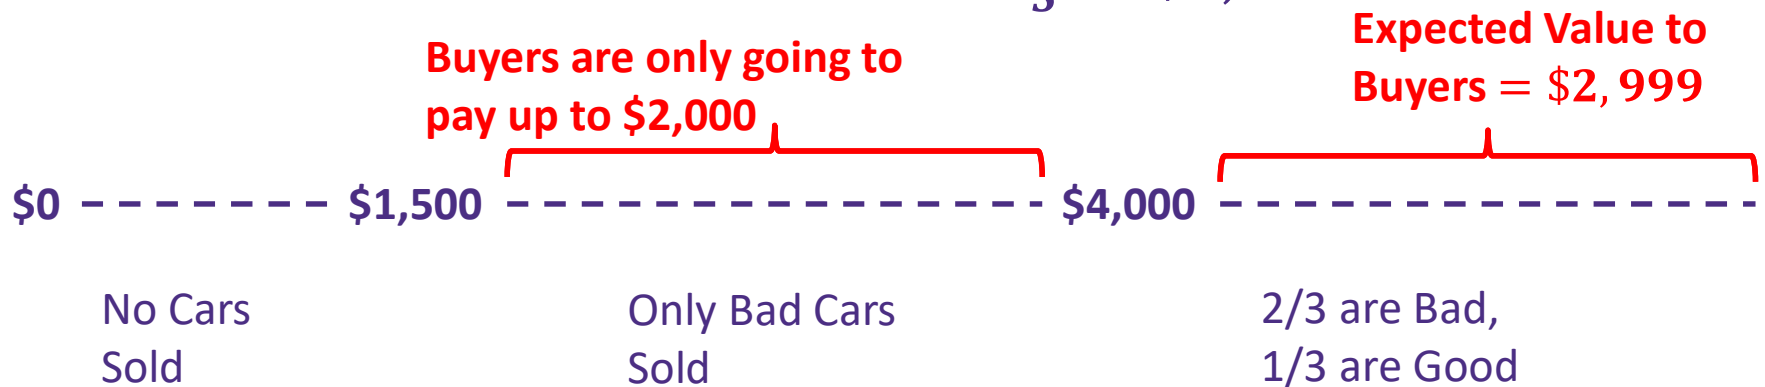 Expected Value to
Buyers = $2,999
Buyers are only going to
pay up to $2,000
$0 $1,500 $4,000
No Cars
Sold
Only Bad Cars
Sold
2/3 are Bad,
1/3 are Good